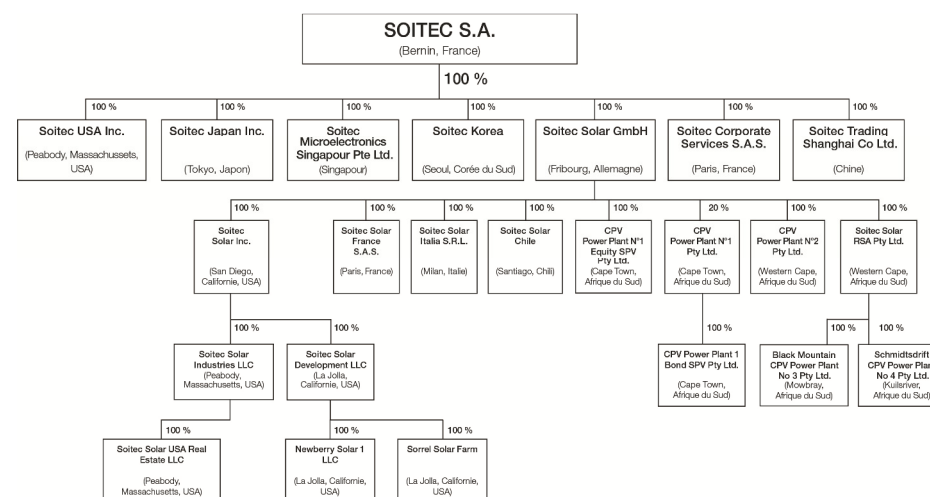 SOITEC S.A.
(Bernin, France)
100 %
100 %
100 %
100 %
100 %
100 %
100 %
100 %
Soitec USA Inc.
(Peabody, Massachussets,
USA)
Soitec Japan Inc.
(Tokyo, Japon)
Soitec
Microelectronics
Singapour Pte Ltd.
(Singapour)
Soitec Korea
(Seoul, Corée du Sud)
Soitec Solar GmbH
(Fribourg, Allemagne)
Soitec Corporate
Services S.A.S.
(Paris, France)
Soitec Trading
Shanghai Co Ltd.
(Chine)
100 %
100 %
100 %
100 %
100 %
20 %
100 %
100 %
Soitec
Solar Inc.
(San Diego,
Californie, USA)
Soitec Solar
France
S.A.S.
(Paris, France)
Soitec Solar
Italia S.R.L.
(Milan, Italie)
Soitec Solar
Chile
(Santiago, Chili)
CPV
Power Plant N°1
Equity SPV
Pty Ltd.
(Cape Town,
Afrique du Sud)
CPV
Power Plant N°1
Pty Ltd.
(Cape Town,
Afrique du Sud)
CPV
Power Plant N°2
Pty Ltd.
(Western Cape,
Afrique du Sud)
Soitec Solar
RSA Pty Ltd.
(Western Cape,
Afrique du Sud)
100 %
100 %
100 %
100 %
100 %
Soitec Solar
Industries LLC
(Peabody,
Massachusetts, USA)
Soitec Solar
Development LLC
(La Jolla,
Californie, USA)
CPV Power Plant 1
Bond SPV Pty Ltd.
(Cape Town,
Afrique du Sud)
Black Mountain
CPV Power Plant
No 3 Pty Ltd.
(Mowbray,
Afrique du Sud)
Schmidtsdrift
CPV Power Plan
No 4 Pty Ltd.
(Kuilsriver,
Afrique du Sud)
100 %
100 %
100 %
Soitec Solar USA Real
Estate LLC
(Peabody,
Massachusetts, USA)
Newberry Solar 1
LLC
(La Jolla, Californie,
USA)
Sorrel Solar Farm
(La Jolla, Californie,
USA)